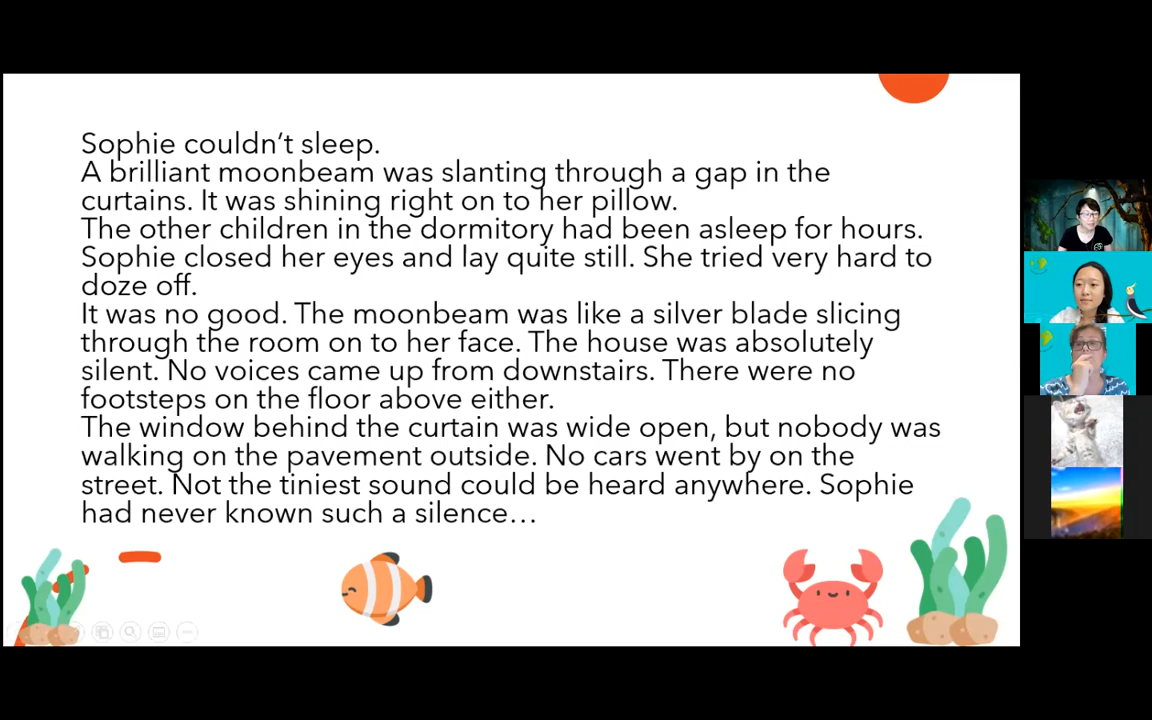 Sophie couldn’t sleep.
A brilliant moonbeam was slanting through a gap in the
curtains. It was shining right on to her pillow.
The other children in the dormitory had been asleep for hours.
Sophie closed her eyes and lay quite still. She tried very hard to
doze off.
It was no good. The moonbeam was like a silver blade slicing
through the room on to her face. The house was absolutely
silent. No voices came up from downstairs. There were no
footsteps on the floor above either.
The window behind the curtain was wide open, but nobody was
walking on the pavement outside. No cars went by on the
street. Not the tiniest sound could be heard anywhere. Sophie
had never known such a silence…